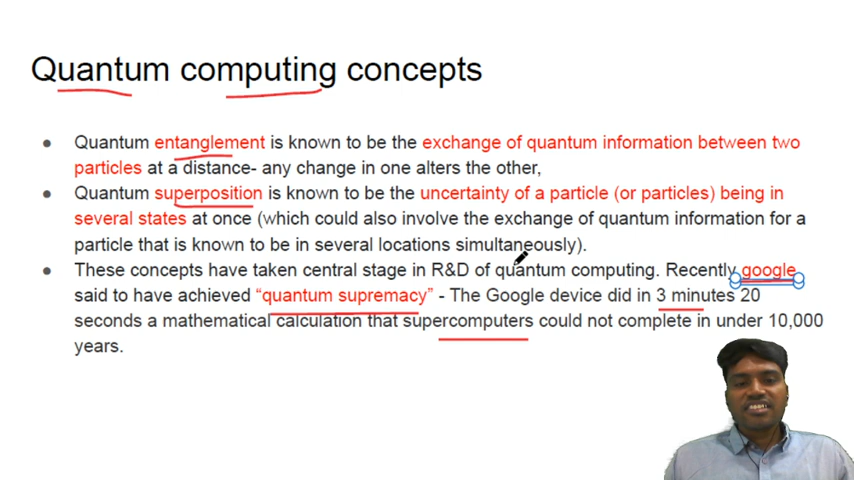 Quantum computing concepts
● Quantum entanglement is known to be the exchange of quantum information between two
particles at a distance- any change in one alters the other,
● Quantum superposition is known to be the uncertainty of a particle (or particles) being in
several states at once (which could also involve the exchange of quantum information for a
particle that is known to be in several locations simultaneously).
● These concepts have taken central stage in R&D of quantum computing. Recently google
said to have achieved “quantum supremacy” - The Google device did in 3 minutes 20
seconds a mathematical calculation that supercomputers could not complete in under 10,000
years.